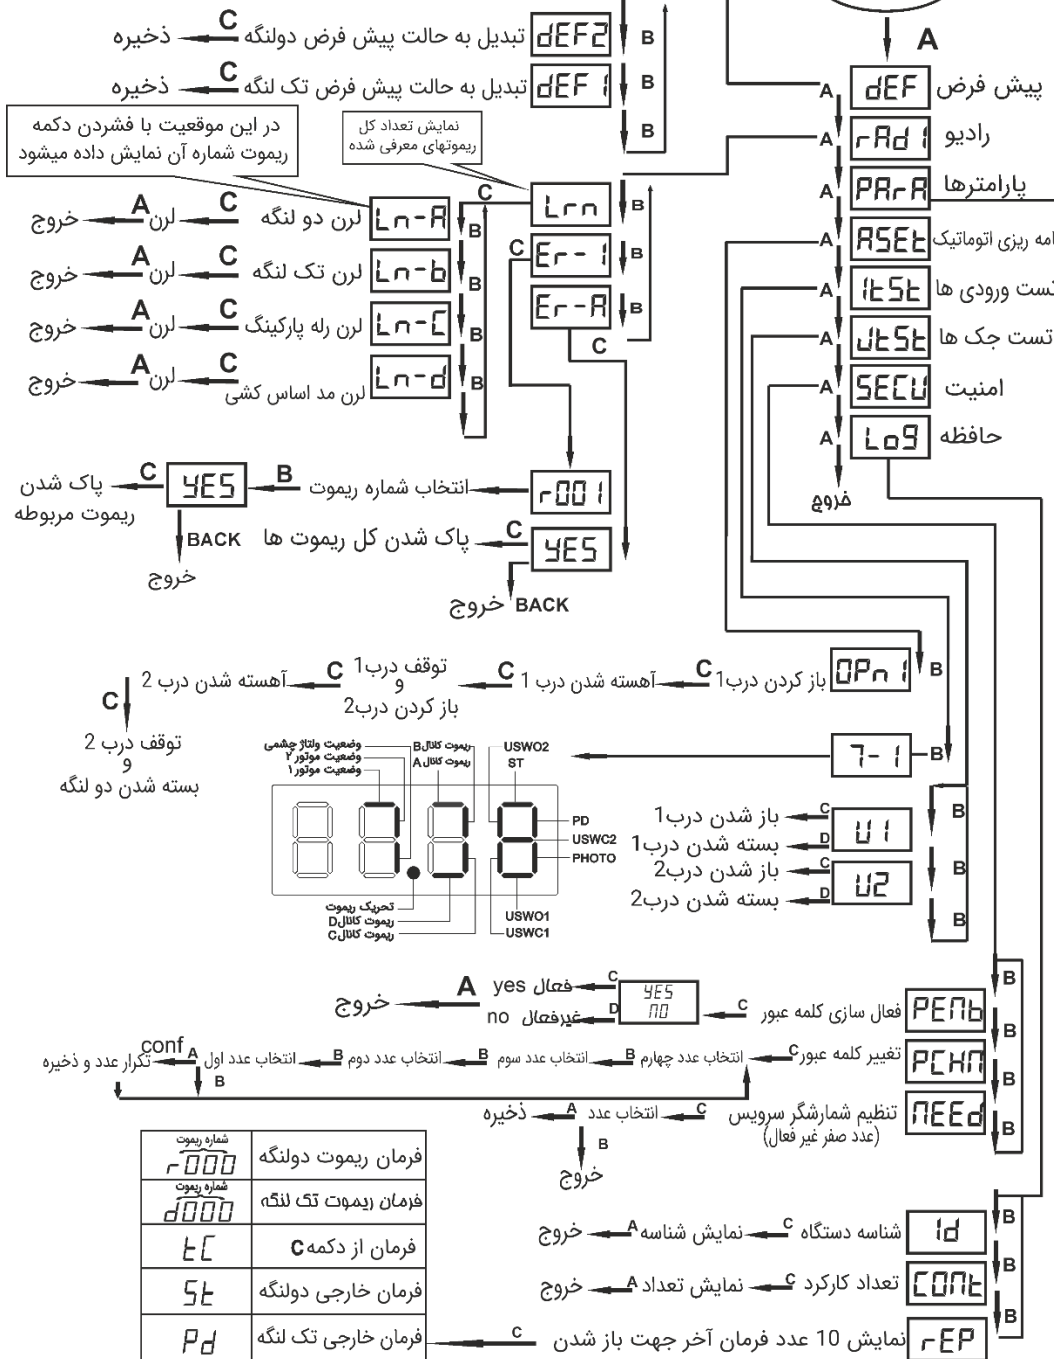 dEF2 تبدیل به حالت پیش فرض دولنگه C ذخیره
dEF1 تبدیل به حالت پیش فرض تک لنگه C ذخیره
B
B
B
A
A dEF پیش فرض
A rAd1 رادیو
A PArA پارامترها
A ASEt امه ریزی اتوماتیک
A ItSt تست ورودی ها
A JtSt تست جک ها
A SECU امنیت
A Log حافظه
خروج
در این موقعیت با فشردن دکمه
ریموت شماره آن نمایش داده میشود
نمایش تعداد کل
ریموتهای معرفی شده
Lrn C B
Er-1 C B
Er-A C B
Ln-A لرن دو لنگه C لرن A خروج
B
Ln-b لرن تک لنگه C لرن A خروج
B
Ln-C لرن رله پارکینگ C لرن A خروج
B
Ln-d لرن مد اساس کشی C لرن A خروج
B
r001 انتخاب شماره ریموت B YES C پاک شدن
ریموت مربوطه
BACK
خروج
YES C پاک شدن کل ریموت ها
BACK خروج
B OPn1 باز کردن درب1 C آهسته شدن درب 1 C توقف درب1
و
باز کردن درب2
C آهسته شدن درب 2
C
توقف درب 2
و
بسته شدن دو لنگه
B 7-1
وضعیت ولتاژ چشمی
وضعیت موتور ۲
وضعیت موتور ۱
ریموت کانال B
ریموت کانال A
USWO2
ST
PD
USWC2
PHOTO
USWO1
USWC1
تحریک ریموت
ریموت کانال D
ریموت کانال C
B
U1 C باز شدن درب1
D بسته شدن درب1
B
U2 C باز شدن درب2
D بسته شدن درب2
B
B
PENb فعال سازی کلمه عبور C YES NO
C فعال yes
D غیرفعال no
A خروج
B
PCHN تغییر کلمه عبور C انتخاب عدد چهارم B انتخاب عدد سوم B انتخاب عدد دوم B انتخاب عدد اول A conf تکرار عدد و ذخیره
B
B
NEEd تنظیم شمارشگر سرویس C انتخاب عدد A ذخیره
(عدد صفر غیر فعال)
B
خروج
B
Id شناسه دستگاه C نمایش شناسه A خروج
B
CONt تعداد کارکرد C نمایش تعداد A خروج
B
rEP نمایش 10 عدد فرمان آخر جهت باز شدن C
فرمان ریموت دولنگه شماره ریموت r000
فرمان ریموت تک لنگه شماره ریموت d000
فرمان از دکمه C tC
فرمان خارجی دولنگه St
فرمان خارجی تک لنگه Pd